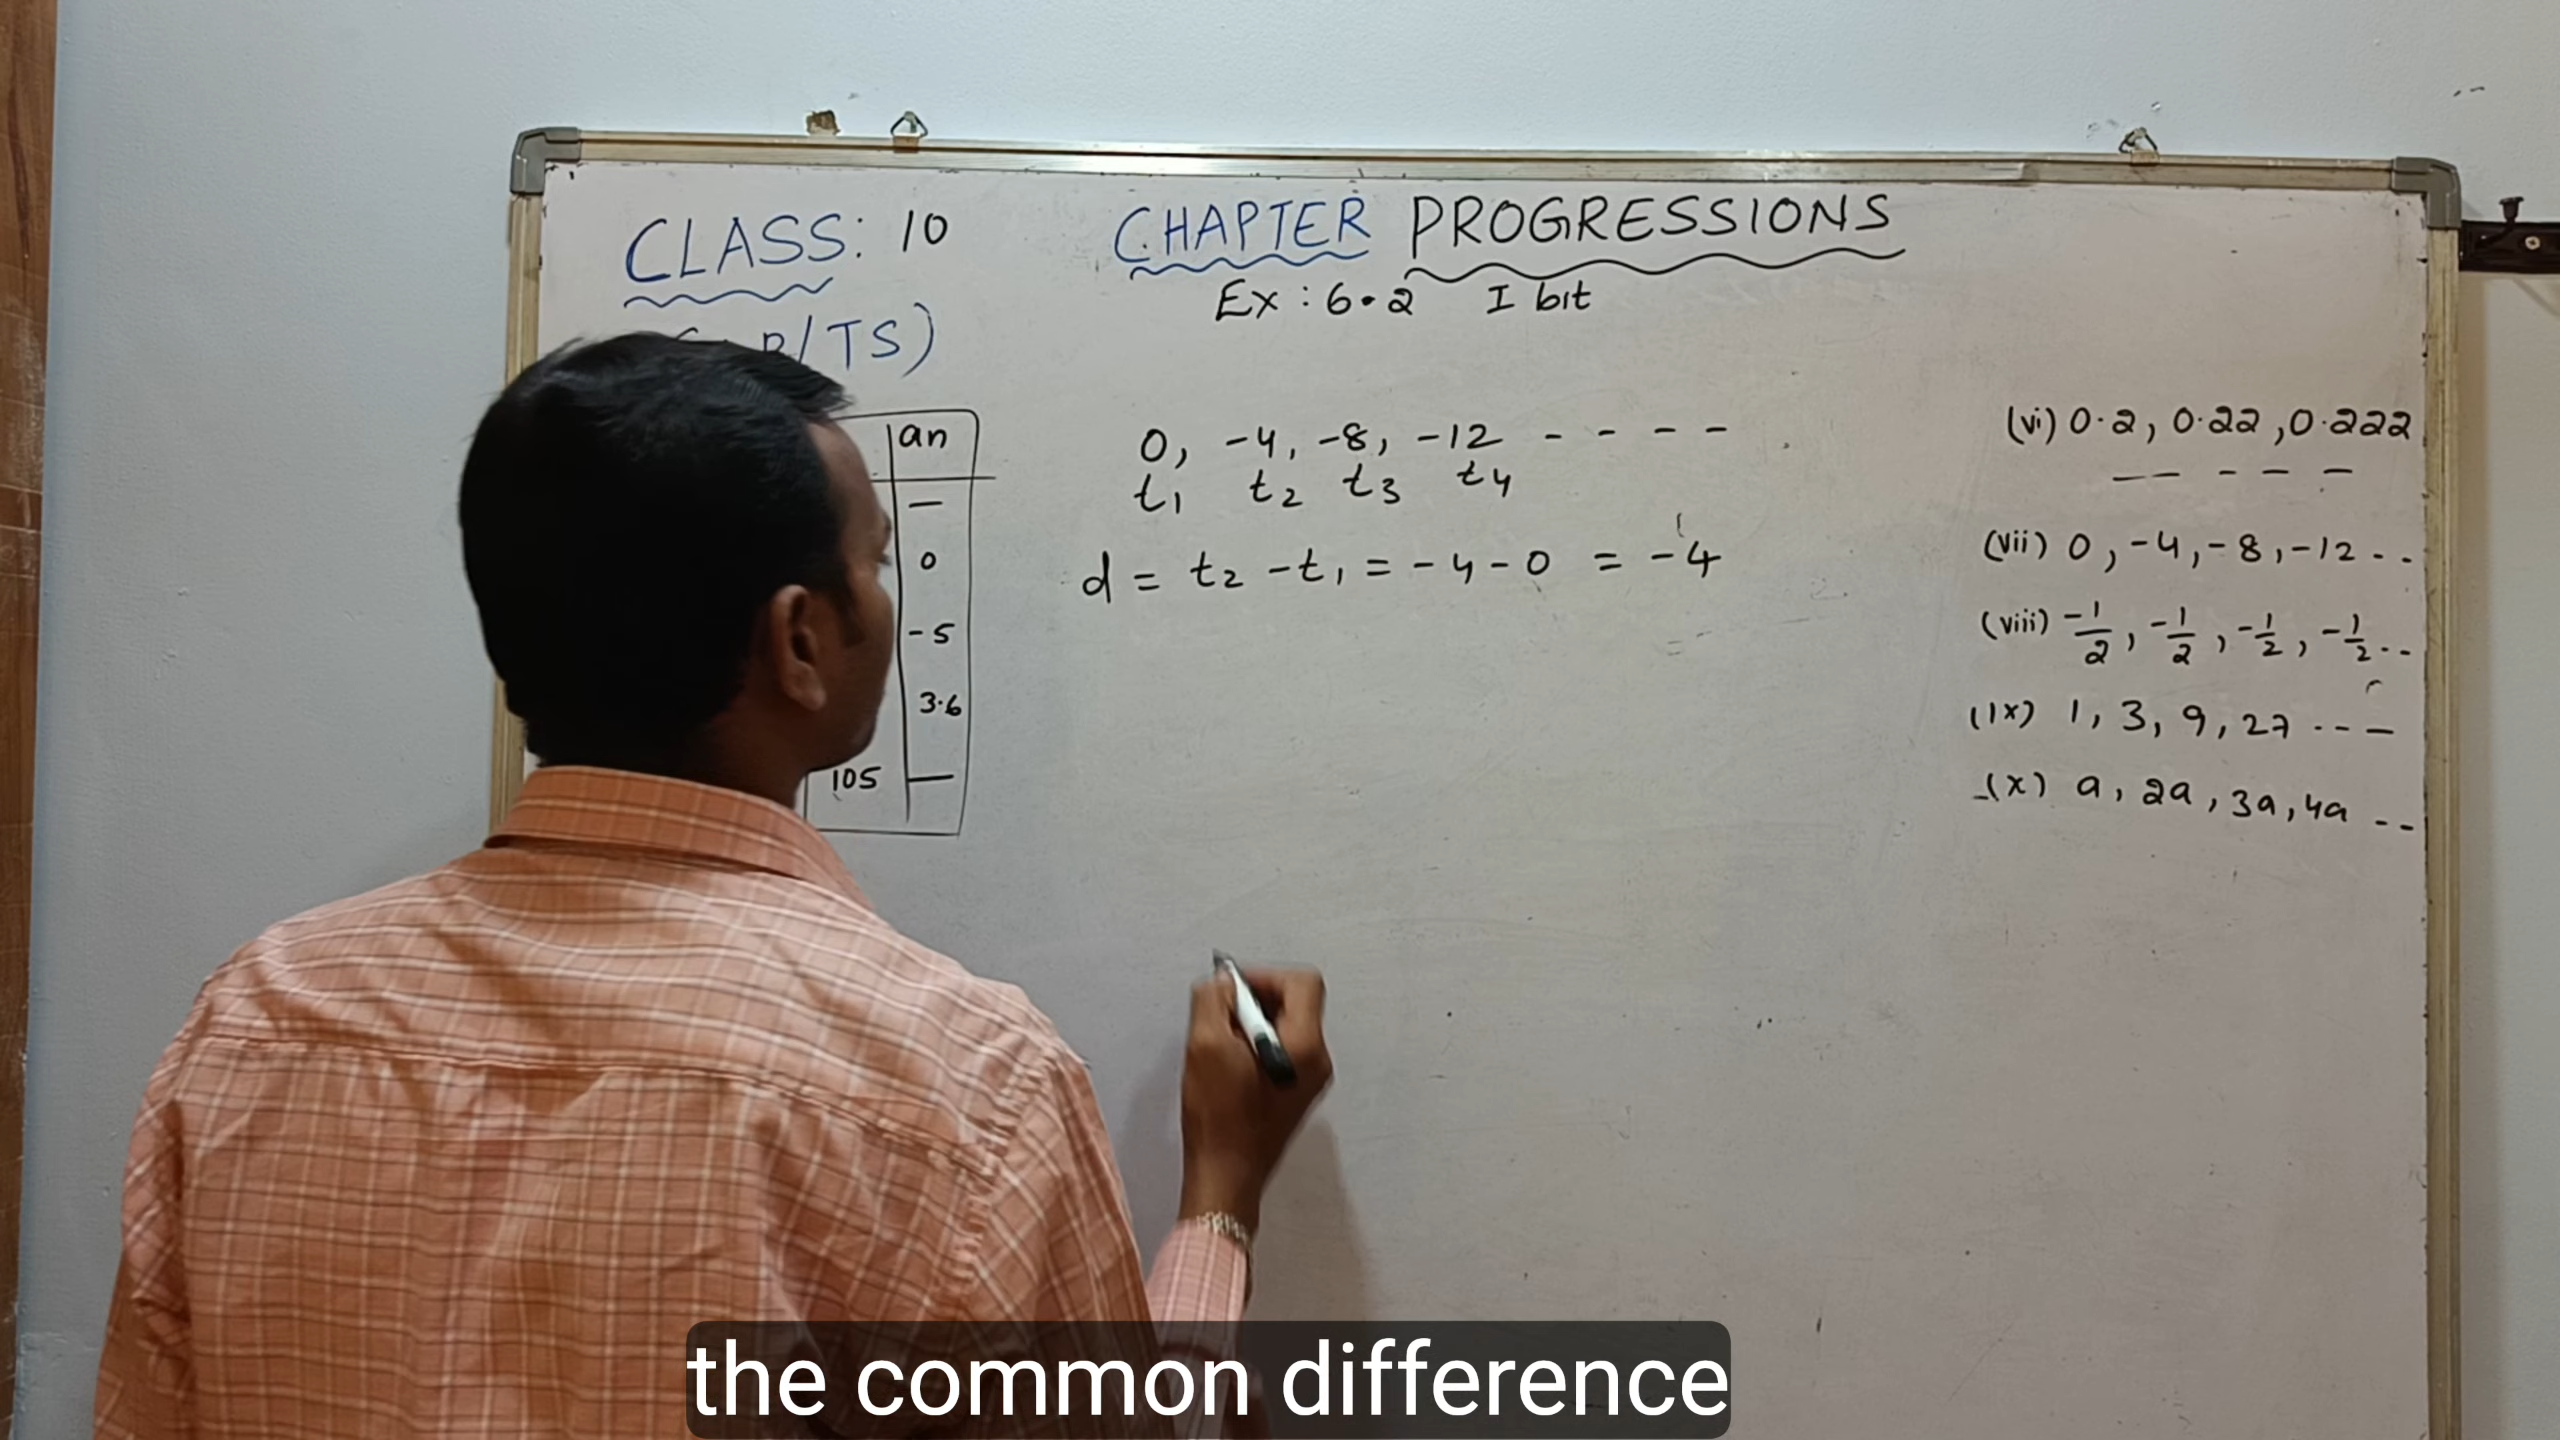 CLASS: 10
CHAPTER PROGRESSIONS
Ex : 6.2 I bit
/TS)
an
—
0
-5
3.6
105 —
0, -4, -8, -12 - - - -
t1 t2 t3 t4
d = t2 - t1 = -4 - 0 = -4
(vi) 0.2, 0.22, 0.222
— — - – –
(vii) 0, -4, -8, -12 - -
(viii) -1/2, -1/2, -1/2, -1/2 - -
(ix) 1, 3, 9, 27 - - –
(x) a, 2a, 3a, 4a - -
the common difference